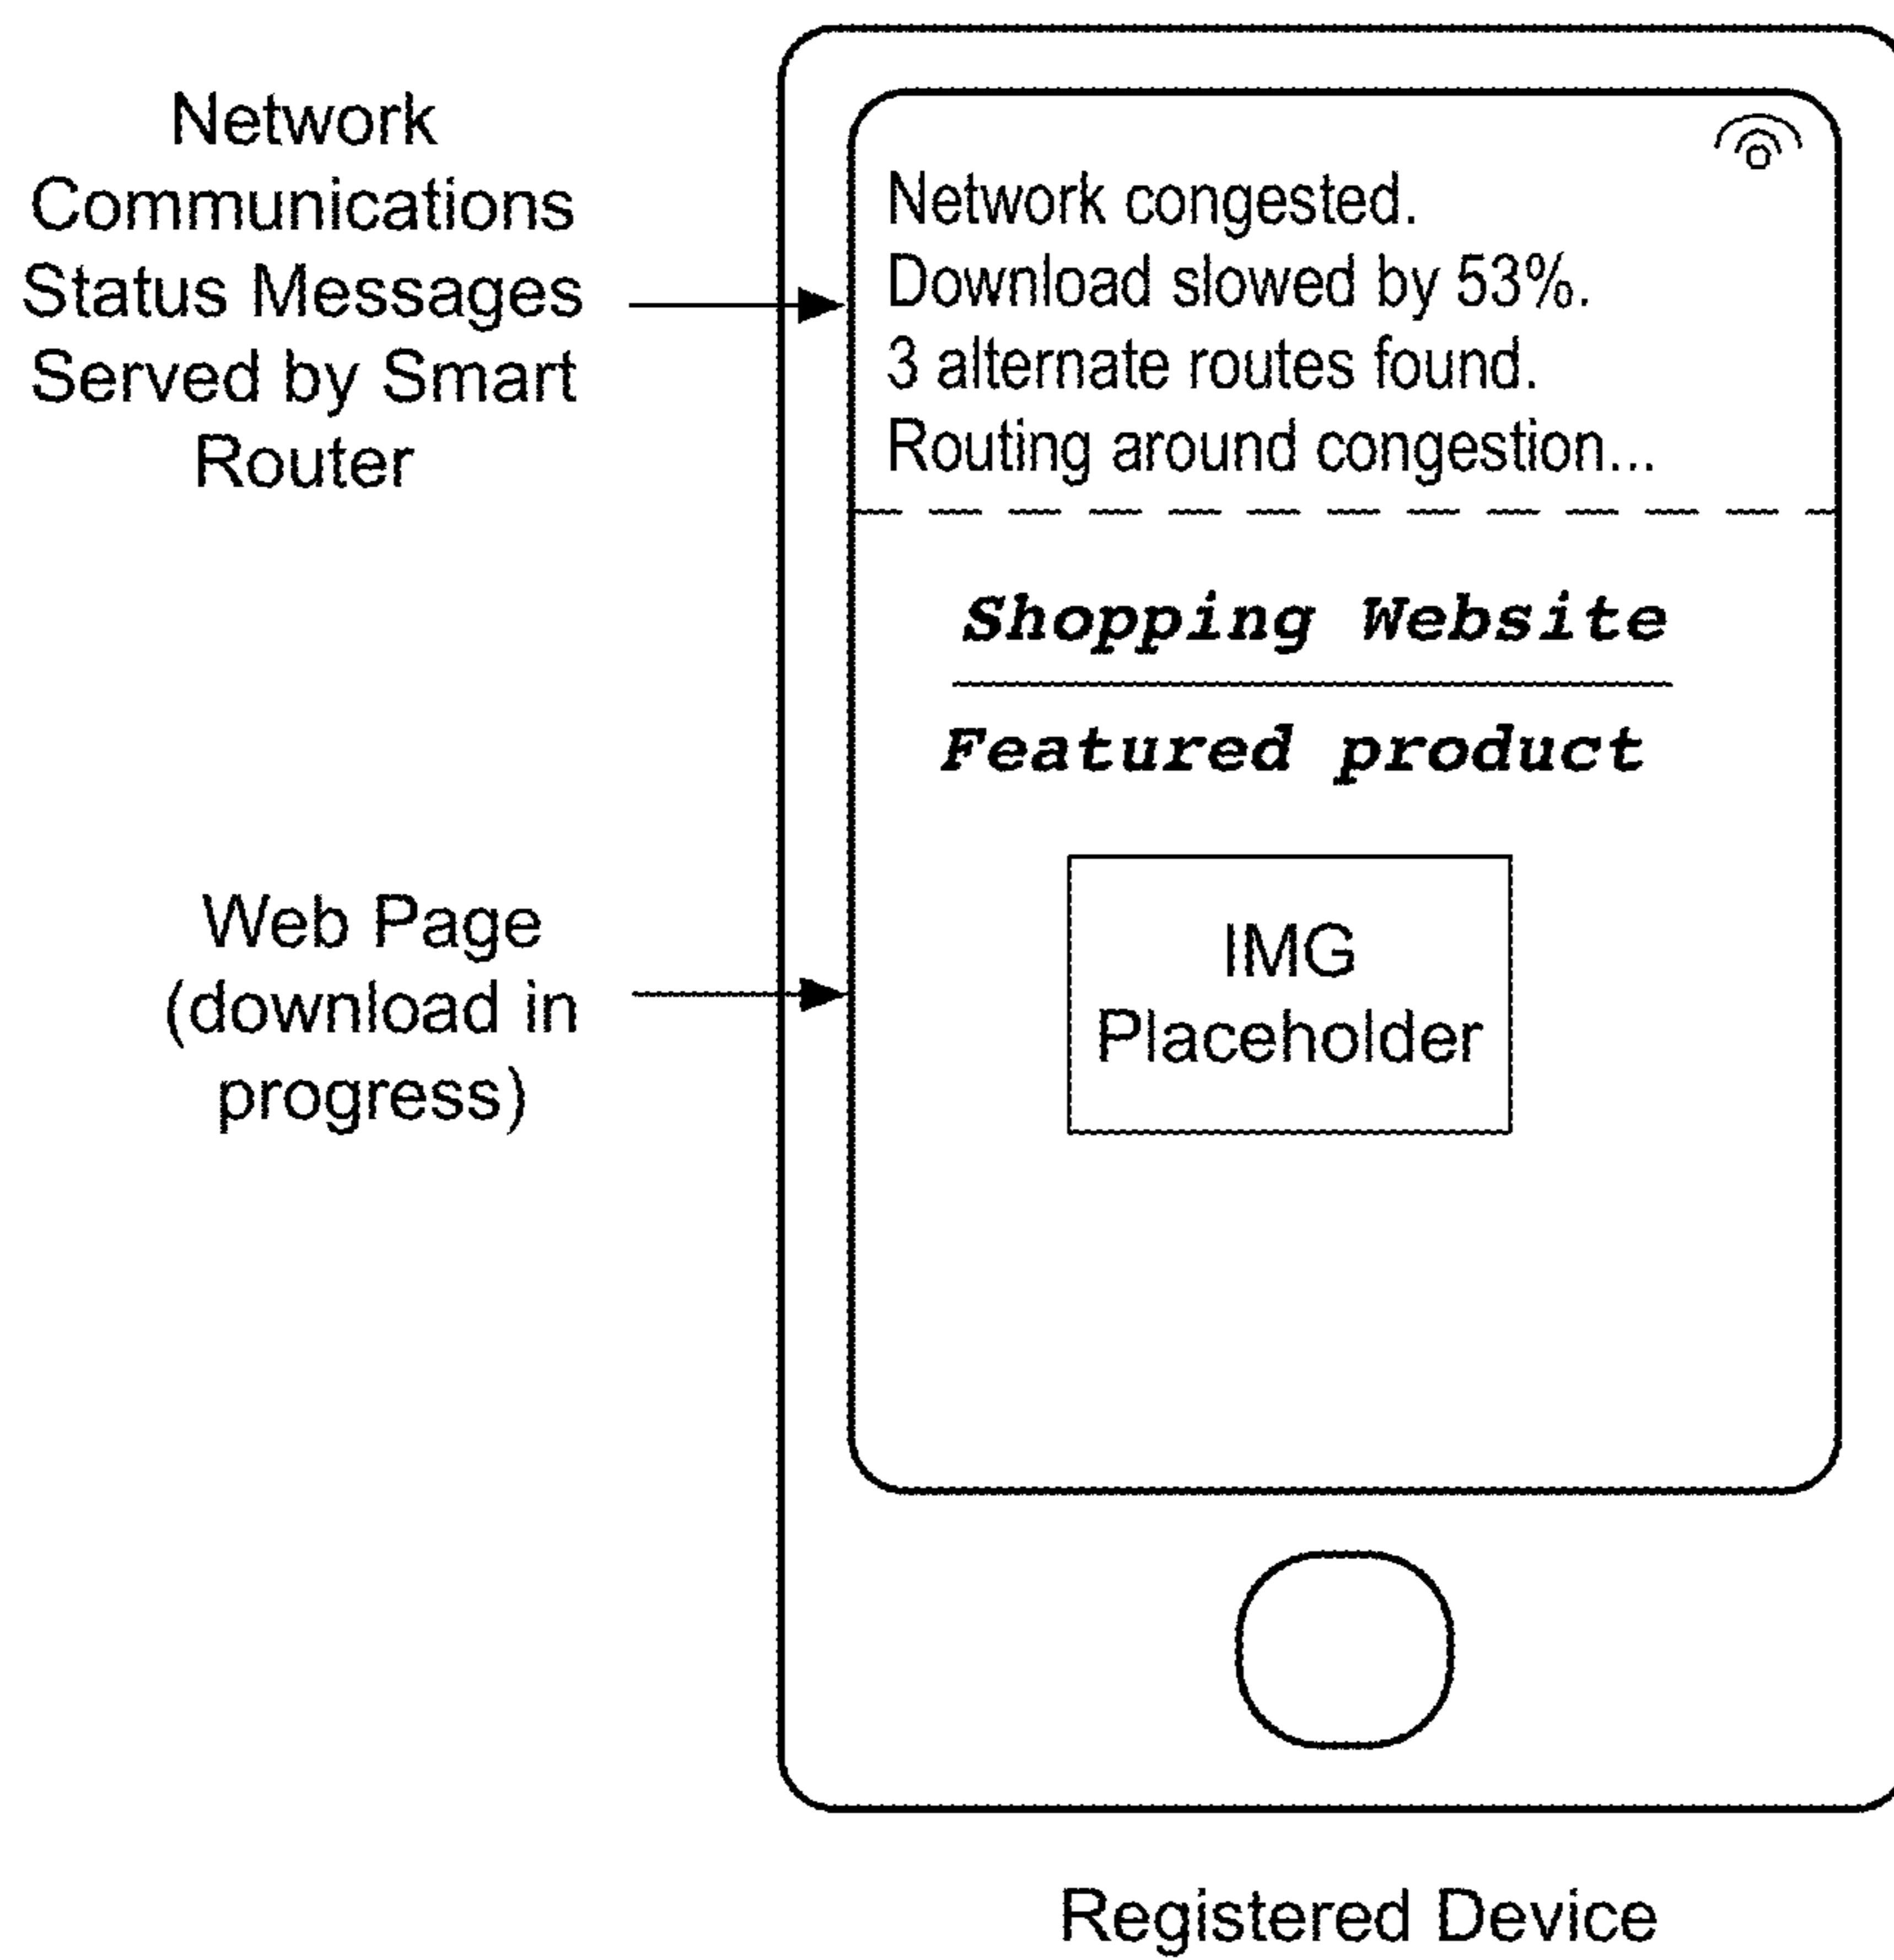 Network
Communications
Status Messages
Served by Smart
Router
Network congested.
Download slowed by 53%.
3 alternate routes found.
Routing around congestion...
Shopping Website
Featured product
Web Page
(download in
progress)
IMG
Placeholder
Registered Device